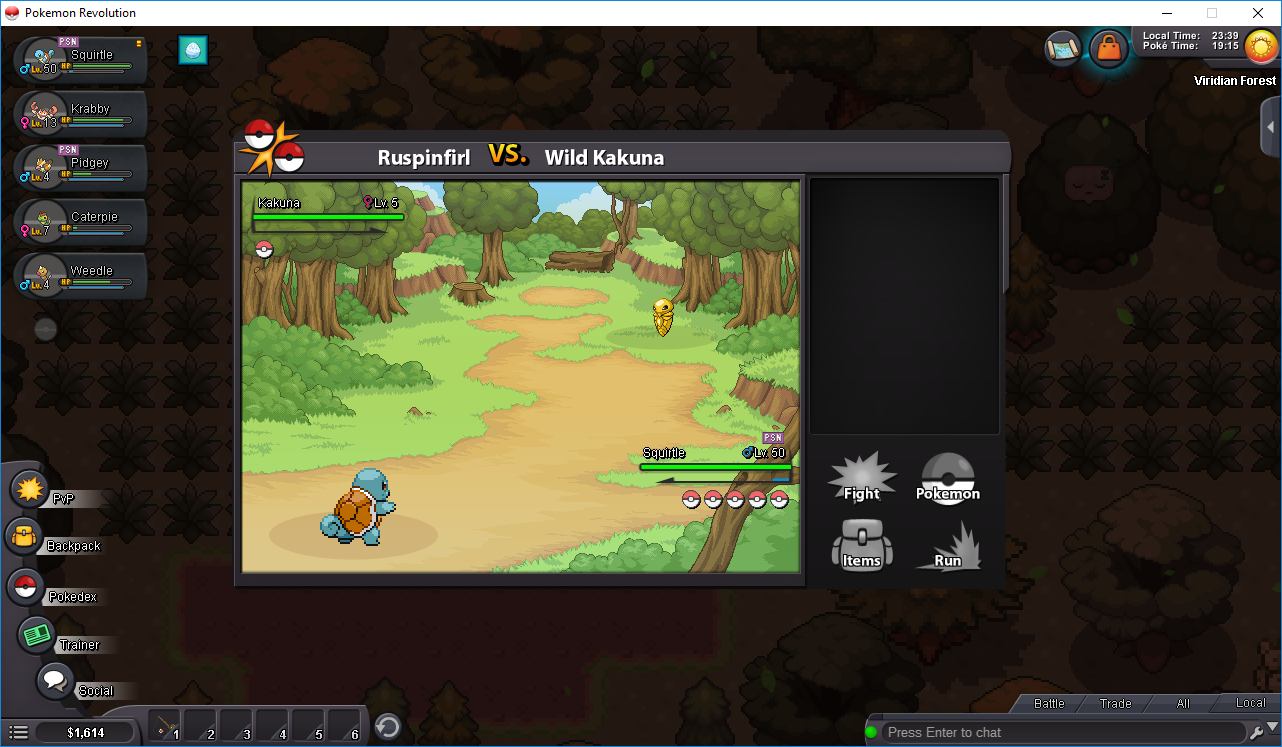 Pokemon Revolution
PSN
Squirtle
Lv. 50
HP
Krabby
Lv. 13
HP
PSN
Pidgey
Lv. 4
HP
Caterpie
Lv. 7
HP
Weedle
Lv. 4
HP
Local Time: 23:39
Poké Time: 19:15
Viridian Forest
Ruspinfirl VS. Wild Kakuna
Kakuna Lv. 5
PSN
Squirtle Lv. 50
Fight
Pokemon
Items
Run
PvP
Backpack
Pokedex
Trainer
Social
$1,614
1 2 3 4 5 6
Battle Trade All Local
Press Enter to chat